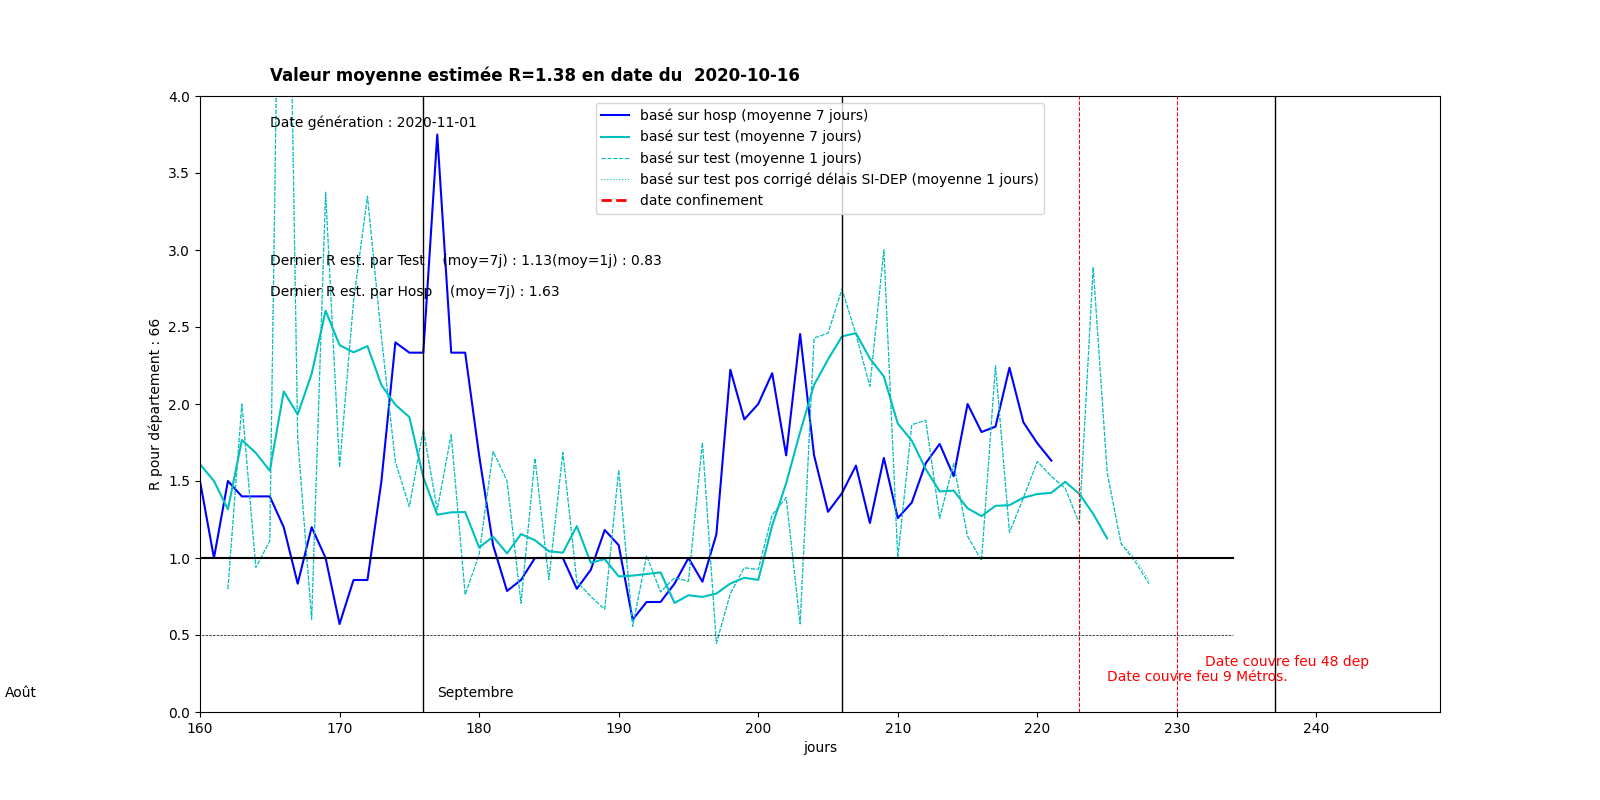 Valeur moyenne estimée R=1.38 en date du  2020-10-16
4.0
Date génération : 2020-11-01
basé sur hosp (moyenne 7 jours)
basé sur test (moyenne 7 jours)
basé sur test (moyenne 1 jours)
basé sur test pos corrigé délais SI-DEP (moyenne 1 jours)
date confinement
3.5
3.0
Dernier R est. par Test    (moy=7j) : 1.13(moy=1j) : 0.83
Dernier R est. par Hosp    (moy=7j) : 1.63
2.5
2.0
1.5
1.0
0.5
0.0
R pour département : 66
Date couvre feu 48 dep
Date couvre feu 9 Métros.
Août
Septembre
160 170 180 190 200 210 220 230 240
jours